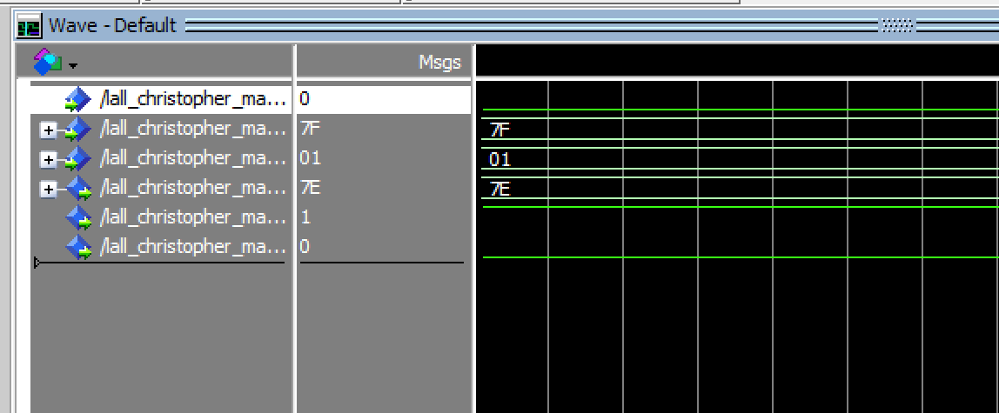 Wave - Default
Msgs
/lall_christopher_ma... 0
/lall_christopher_ma... 7F 7F
/lall_christopher_ma... 01 01
/lall_christopher_ma... 7E 7E
/lall_christopher_ma... 1
/lall_christopher_ma... 0